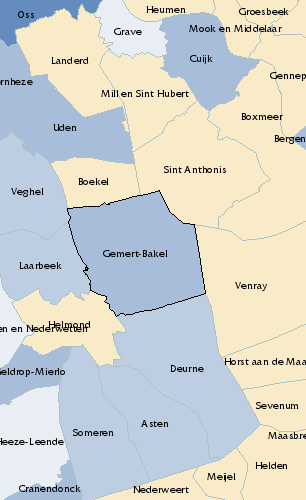 Heumen
Groesbeek
Oss
Grave
Mook en Middelaar
Landerd
Cuijk
Gennep
rnheze
Mill en Sint Hubert
Boxmeer
Uden
Bergen
Sint Anthonis
Boekel
Veghel
Gemert-Bakel
Laarbeek
Venray
Helmond
en en Nederwetten
Horst aan de Maa
Deurne
Geldrop-Mierlo
Sevenum
Asten
Someren
Maasbre
Heeze-Leende
Helden
Meijel
Cranendonck
Nederweert